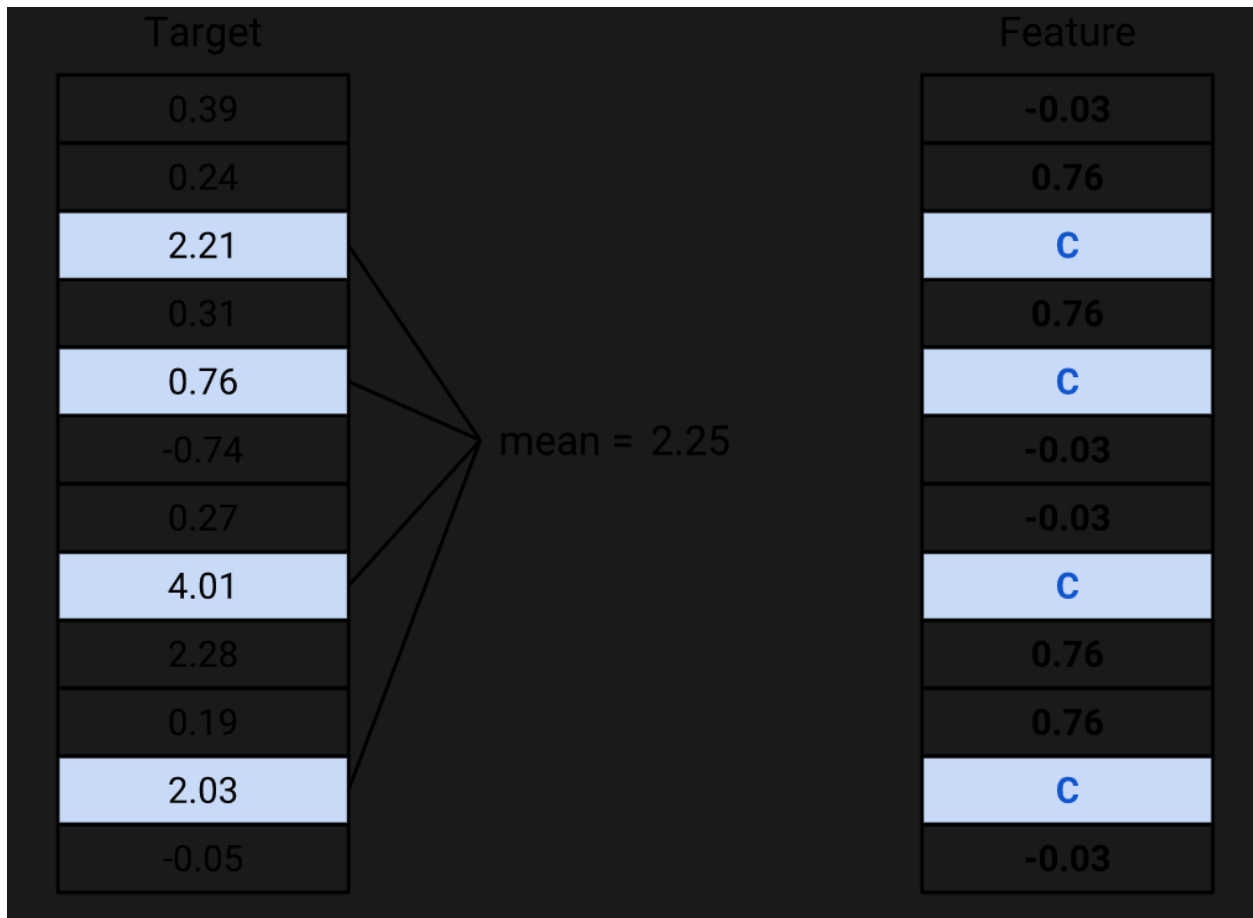 Target Feature
0.39 -0.03
0.24 0.76
2.21 C
0.31 0.76
0.76 C
mean = 2.25
-0.74 -0.03
0.27 -0.03
4.01 C
2.28 0.76
0.19 0.76
2.03 C
-0.05 -0.03